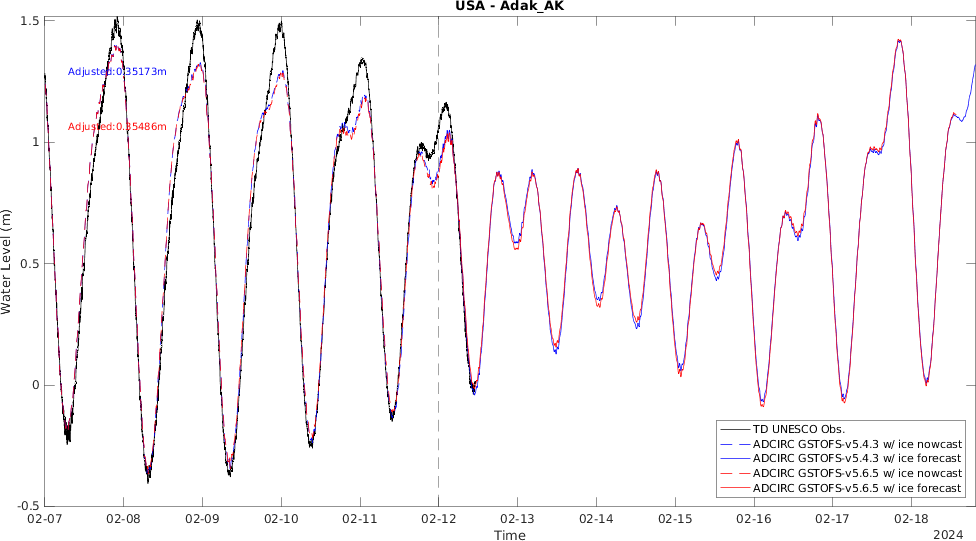 USA - Adak_AK
1.5
1
0.5
0
-0.5
Water Level (m)
Adjusted:0.35173m
Adjusted:0.35486m
TD UNESCO Obs.
ADCIRC GSTOFS-v5.4.3 w/ ice nowcast
ADCIRC GSTOFS-v5.4.3 w/ ice forecast
ADCIRC GSTOFS-v5.6.5 w/ ice nowcast
ADCIRC GSTOFS-v5.6.5 w/ ice forecast
02-07 02-08 02-09 02-10 02-11 02-12 02-13 02-14 02-15 02-16 02-17 02-18
Time
2024